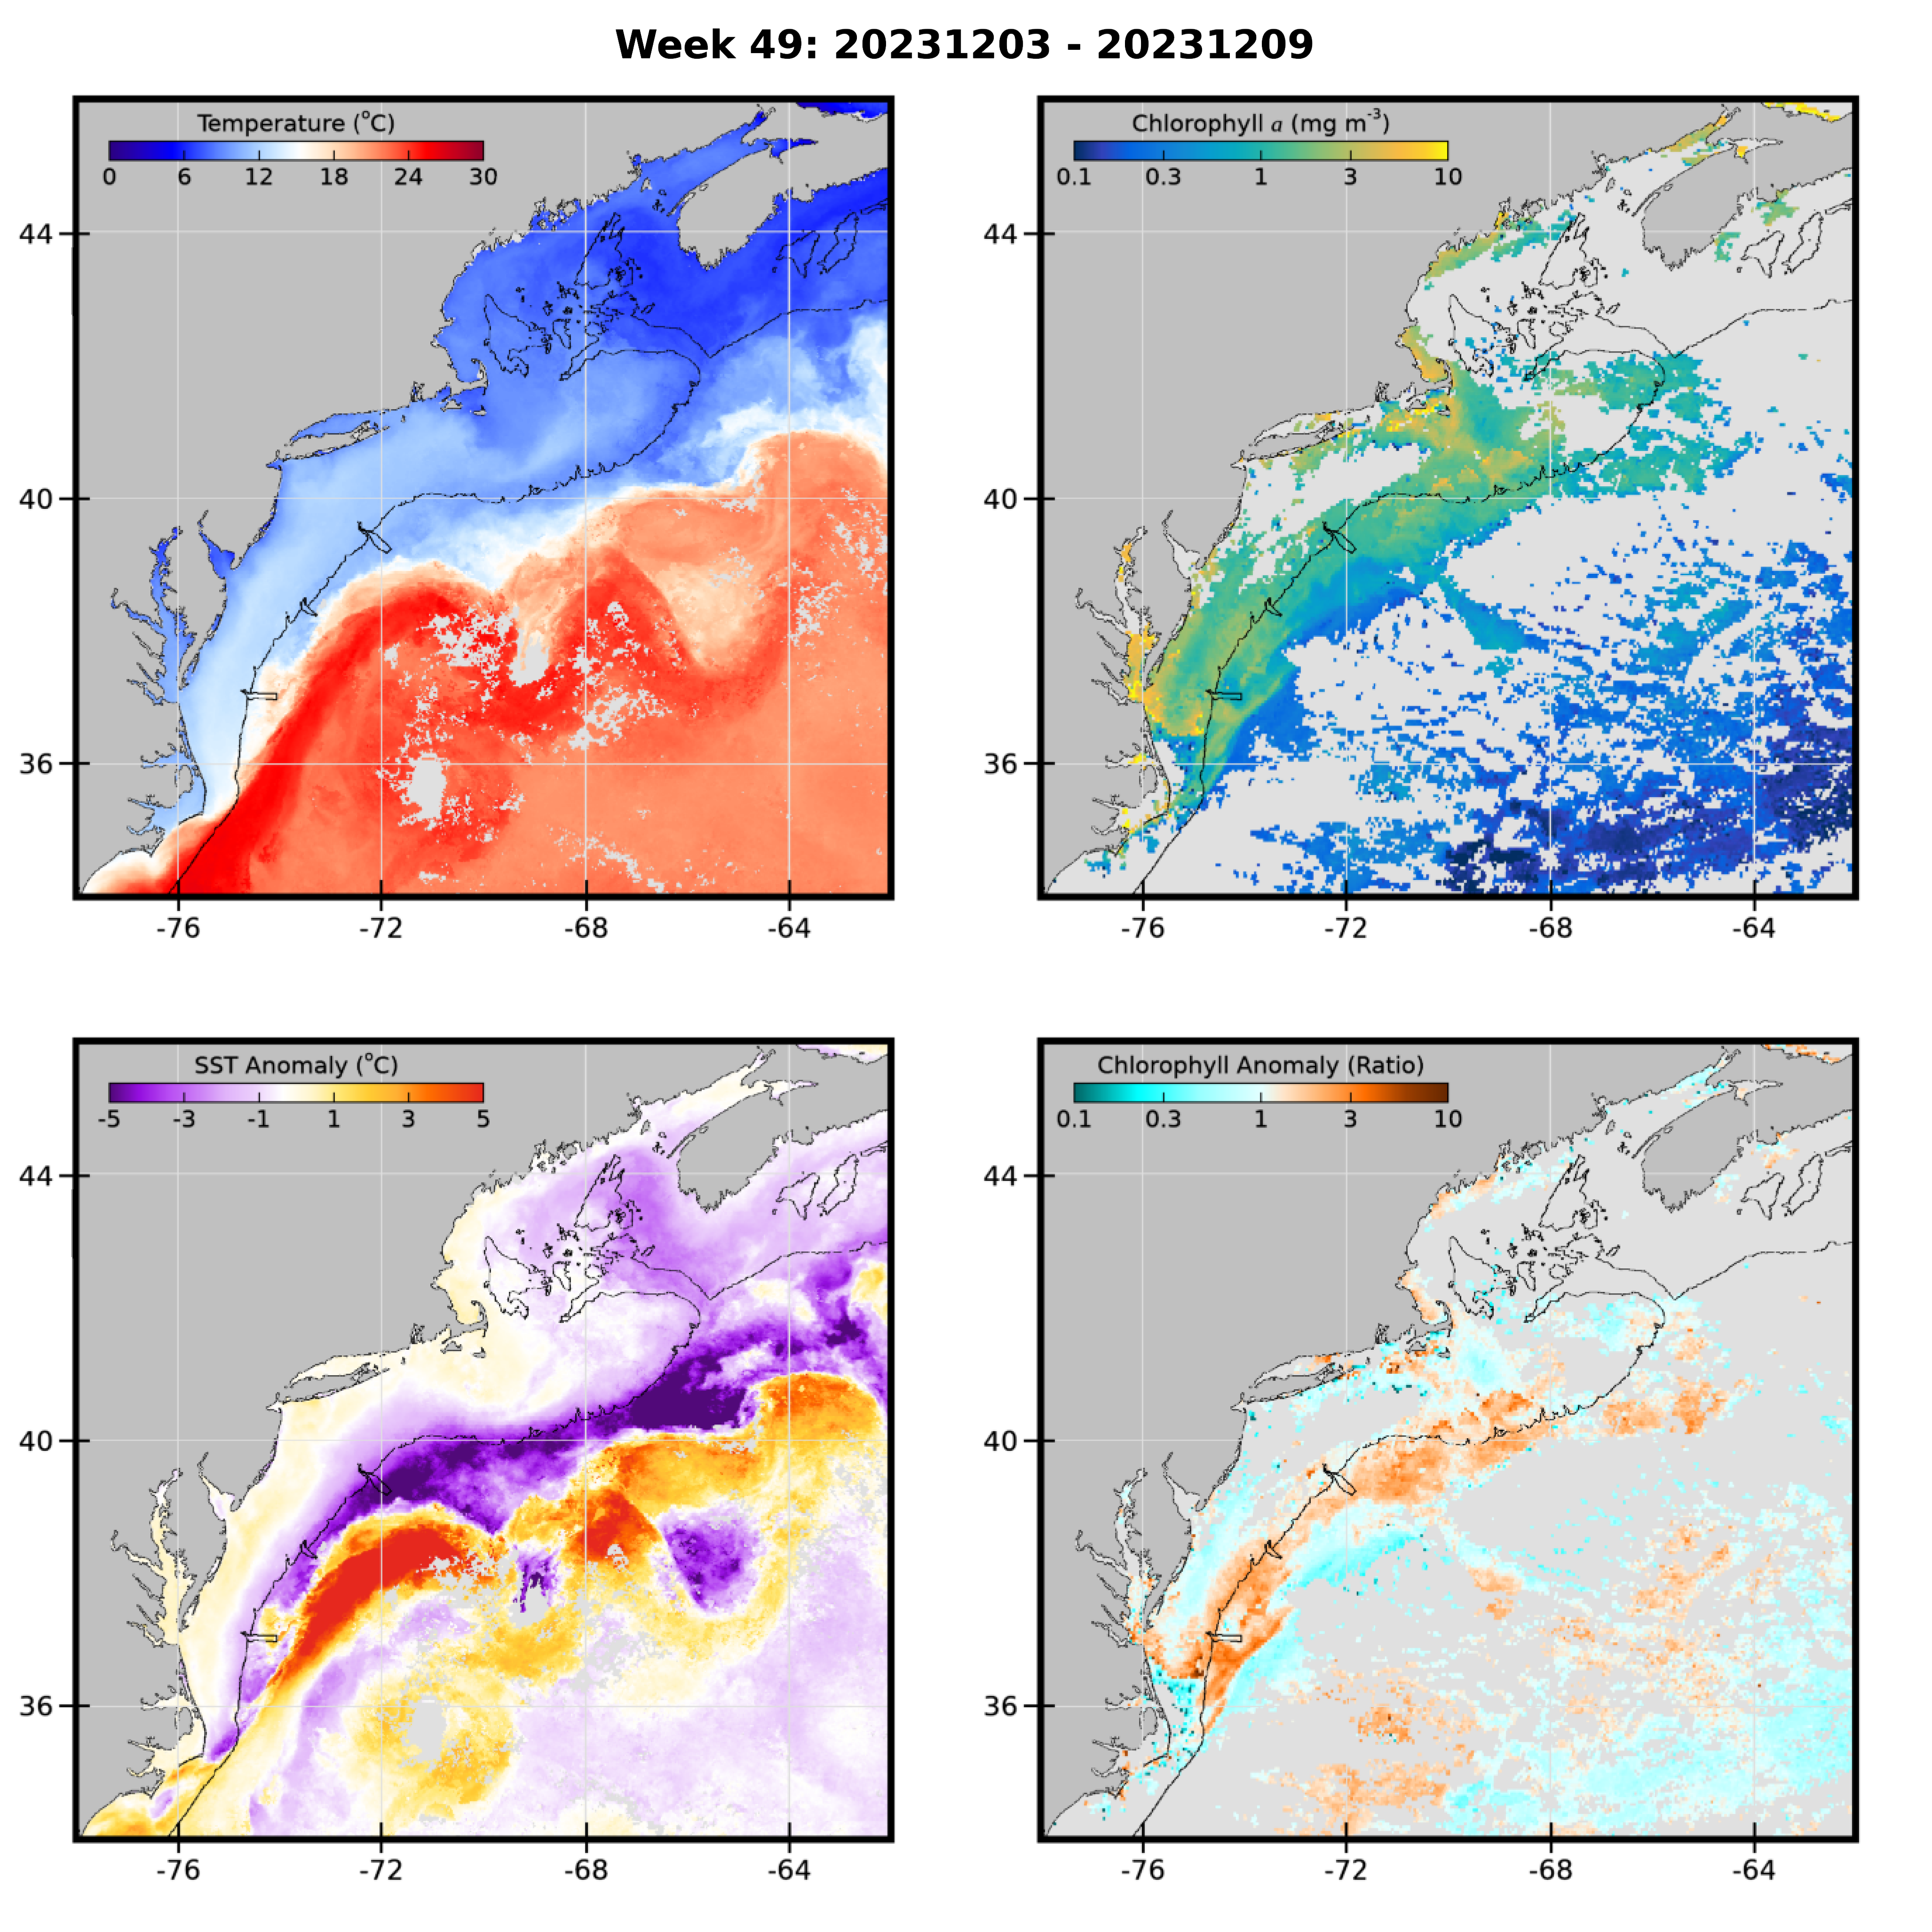 Week 49: 20231203 - 20231209
Temperature (°C)
0 6 12 18 24 30
44
40
36
-76 -72 -68 -64
Chlorophyll a (mg m⁻³)
0.1 0.3 1 3 10
44
40
36
-76 -72 -68 -64
SST Anomaly (°C)
-5 -3 -1 1 3 5
44
40
36
-76 -72 -68 -64
Chlorophyll Anomaly (Ratio)
0.1 0.3 1 3 10
44
40
36
-76 -72 -68 -64